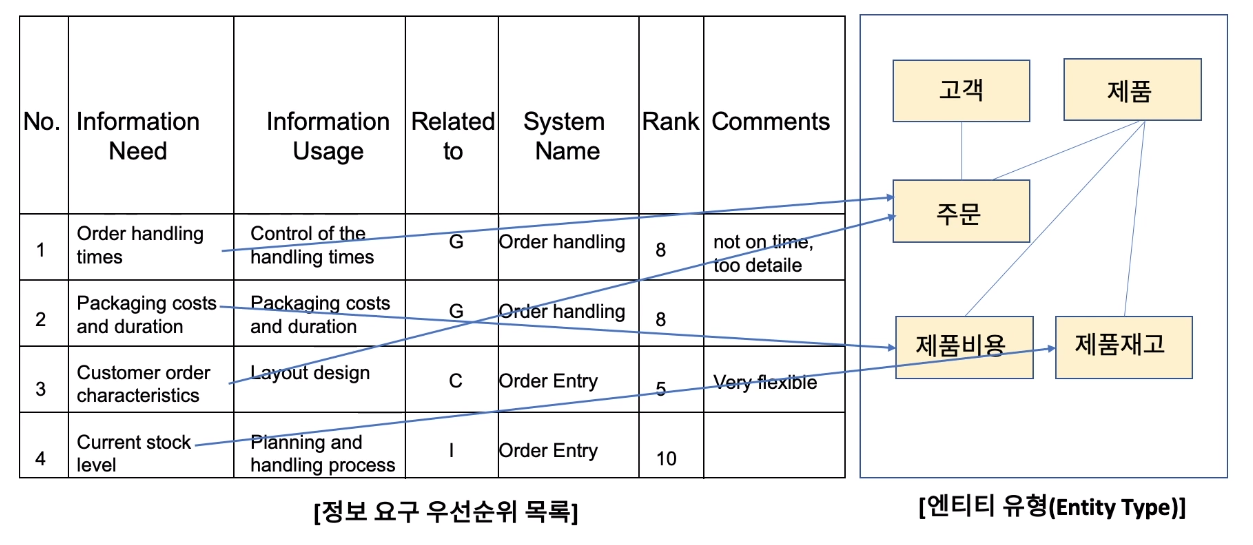 No. Information Need Information Usage Related to System Name Rank Comments
1 Order handling times Control of the handling times G Order handling 8 not on time, too detaile
2 Packaging costs and duration Packaging costs and duration G Order handling 8
3 Customer order characteristics Layout design C Order Entry 5 Very flexible
4 Current stock level Planning and handling process I Order Entry 10
[정보 요구 우선순위 목록]
고객 제품
주문
제품비용 제품재고
[엔티티 유형(Entity Type)]